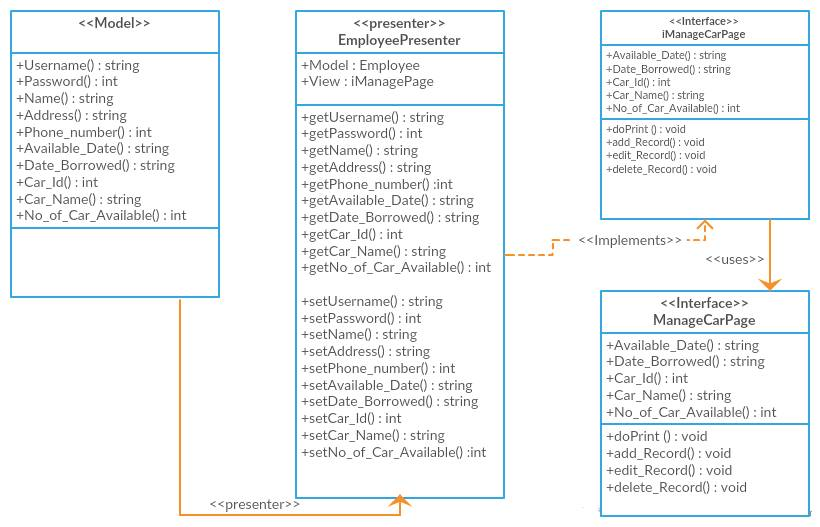 <<Model>>
+Username() : string
+Password() : int
+Name() : string
+Address() : string
+Phone_number() : int
+Available_Date() : string
+Date_Borrowed() : string
+Car_Id() : int
+Car_Name() : string
+No_of_Car_Available() : int
<<presenter>>
EmployeePresenter
+Model : Employee
+View : iManagePage
+getUsername() : string
+getPassword() : int
+getName() : string
+getAddress() : string
+getPhone_number() :int
+getAvailable_Date() : string
+getDate_Borrowed() : string
+getCar_Id() : int
+getCar_Name() : string
+getNo_of_Car_Available() : int
+setUsername() : string
+setPassword() : int
+setName() : string
+setAddress() : string
+setPhone_number() : int
+setAvailable_Date() : string
+setDate_Borrowed() : string
+setCar_Id() : int
+setCar_Name() : string
+setNo_of_Car_Available() :int
<<Interface>>
iManageCarPage
+Available_Date() : string
+Date_Borrowed() : string
+Car_Id() : int
+Car_Name() : string
+No_of_Car_Available() : int
+doPrint () : void
+add_Record() : void
+edit_Record() : void
+delete_Record() : void
<<Implements>>
<<uses>>
<<Interface>>
ManageCarPage
+Available_Date() : string
+Date_Borrowed() : string
+Car_Id() : int
+Car_Name() : string
+No_of_Car_Available() : int
+doPrint () : void
+add_Record() : void
+edit_Record() : void
+delete_Record() : void
<<presenter>>